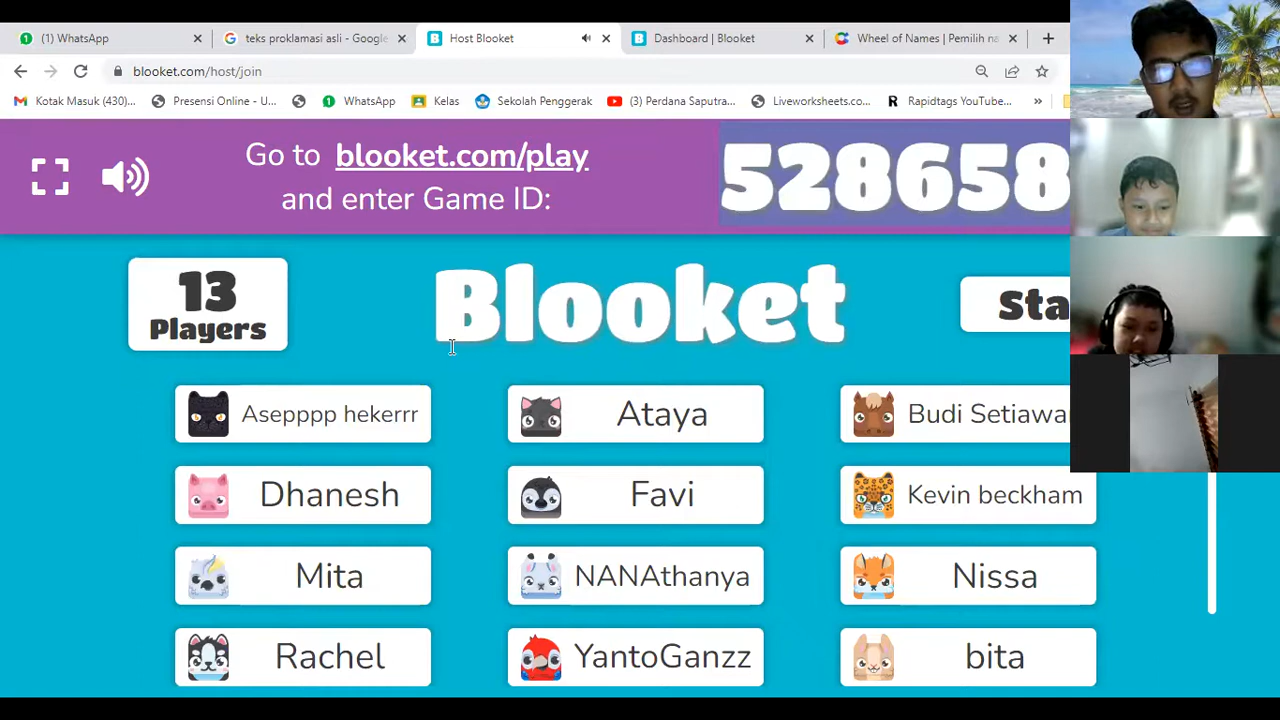 (1) WhatsApp
teks proklamasi asli - Google
Host Blooket
Dashboard | Blooket
Wheel of Names | Pemilih na
blooket.com/host/join
Kotak Masuk (430)...
Presensi Online - U...
WhatsApp
Kelas
Sekolah Penggerak
(3) Perdana Saputra...
Liveworksheets.co...
Rapidtags YouTube...
»
Go to blooket.com/play
and enter Game ID:
528658
13
Players
Blooket
Sta
Asepppp hekerrr
Ataya
Budi Setiawa
Dhanesh
Favi
Kevin beckham
Mita
NANAthanya
Nissa
Rachel
YantoGanzz
bita